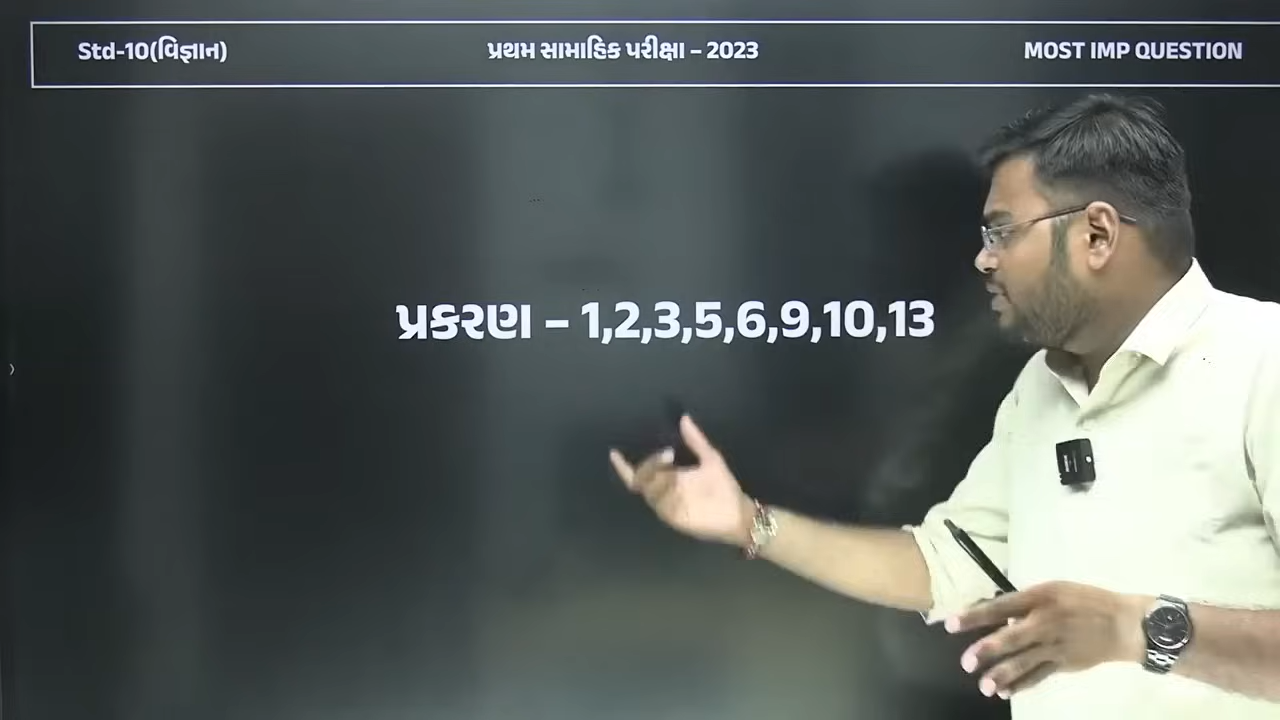 Std-10(વિજ્ઞાન)
પ્રથમ સામાહિક પરીક્ષા – 2023
MOST IMP QUESTION
પ્રકરણ – 1,2,3,5,6,9,10,13